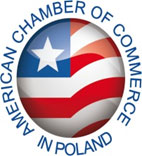 AMERICAN CHAMBER OF COMMERCE
IN POLAND